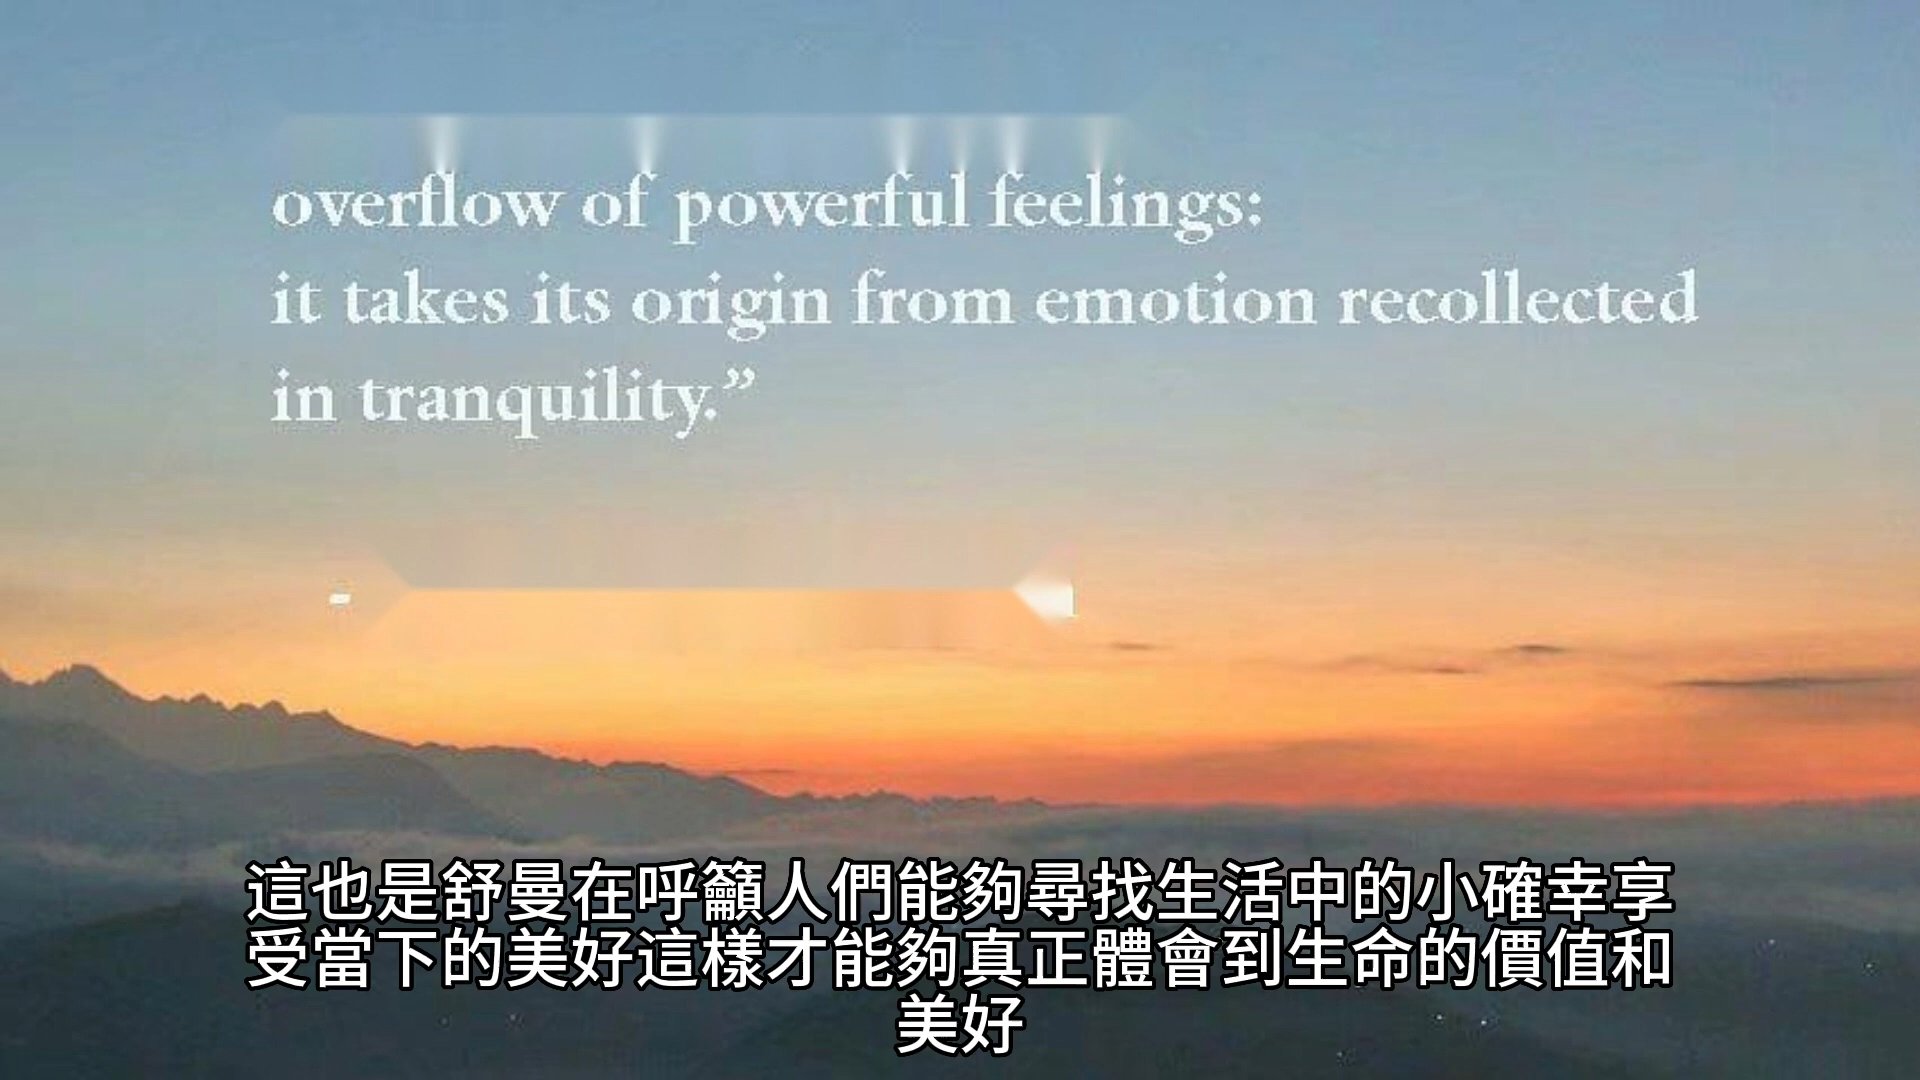 overflow of powerful feelings:
it takes its origin from emotion recollected
in tranquility.”
這也是舒曼在呼籲人們能夠尋找生活中的小確幸享
受當下的美好這樣才能夠真正體會到生命的價值和
美好